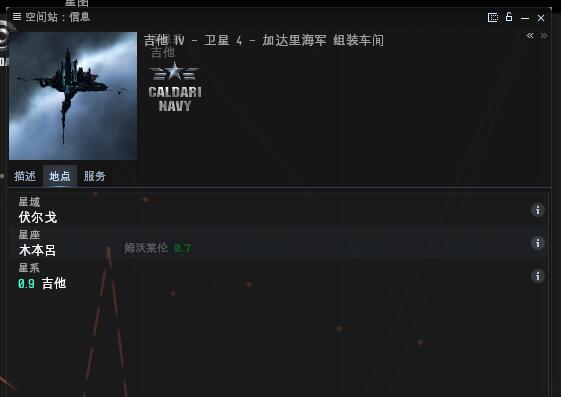 星图
空间站：信息
吉他 IV - 卫星 4 - 加达里海军 组装车间
吉他
CALDARI
NAVY
描述 地点 服务
星域
伏尔戈
星座
木本吕
姆沃莱伦 0.7
星系
0.9 吉他